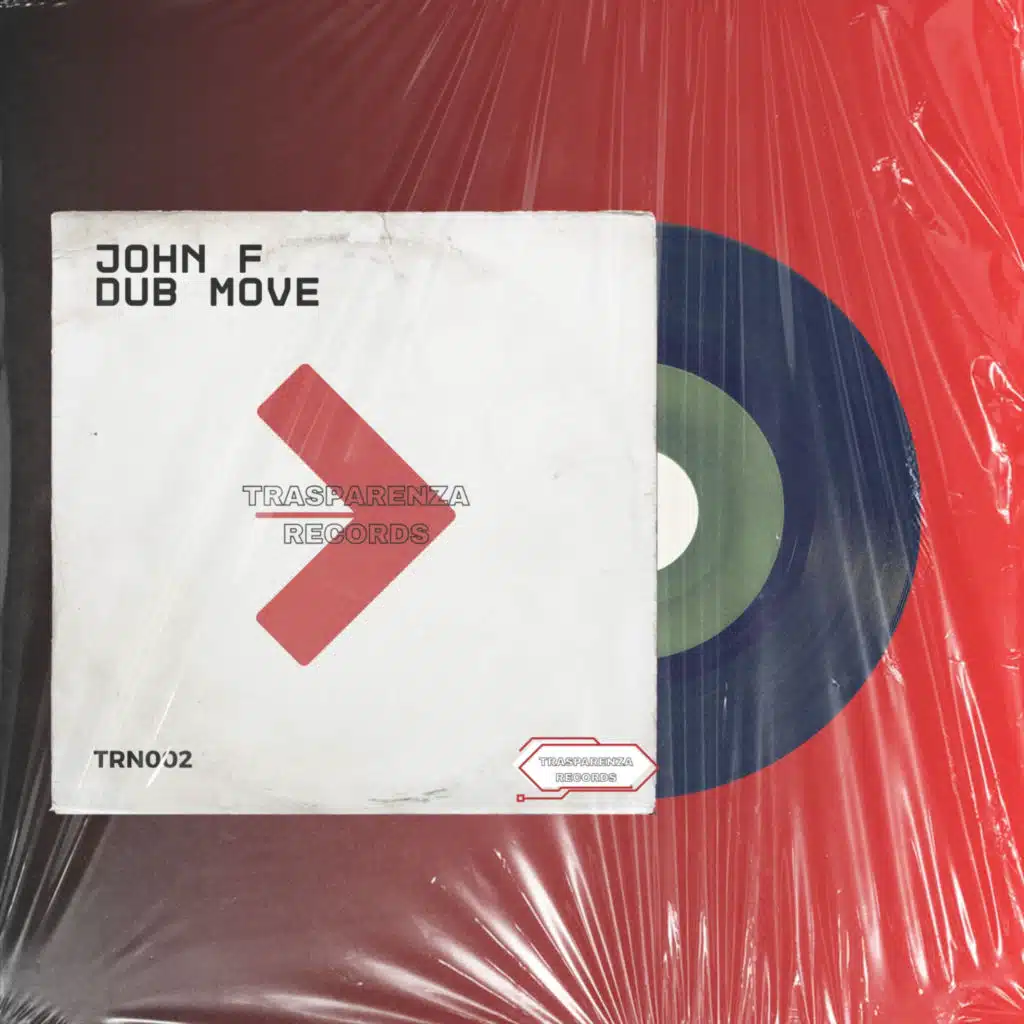 JOHN F.
DUB MOVE
TRASPARENZA
RECORDS
TRN002
TRASPARENZA
RECORDS